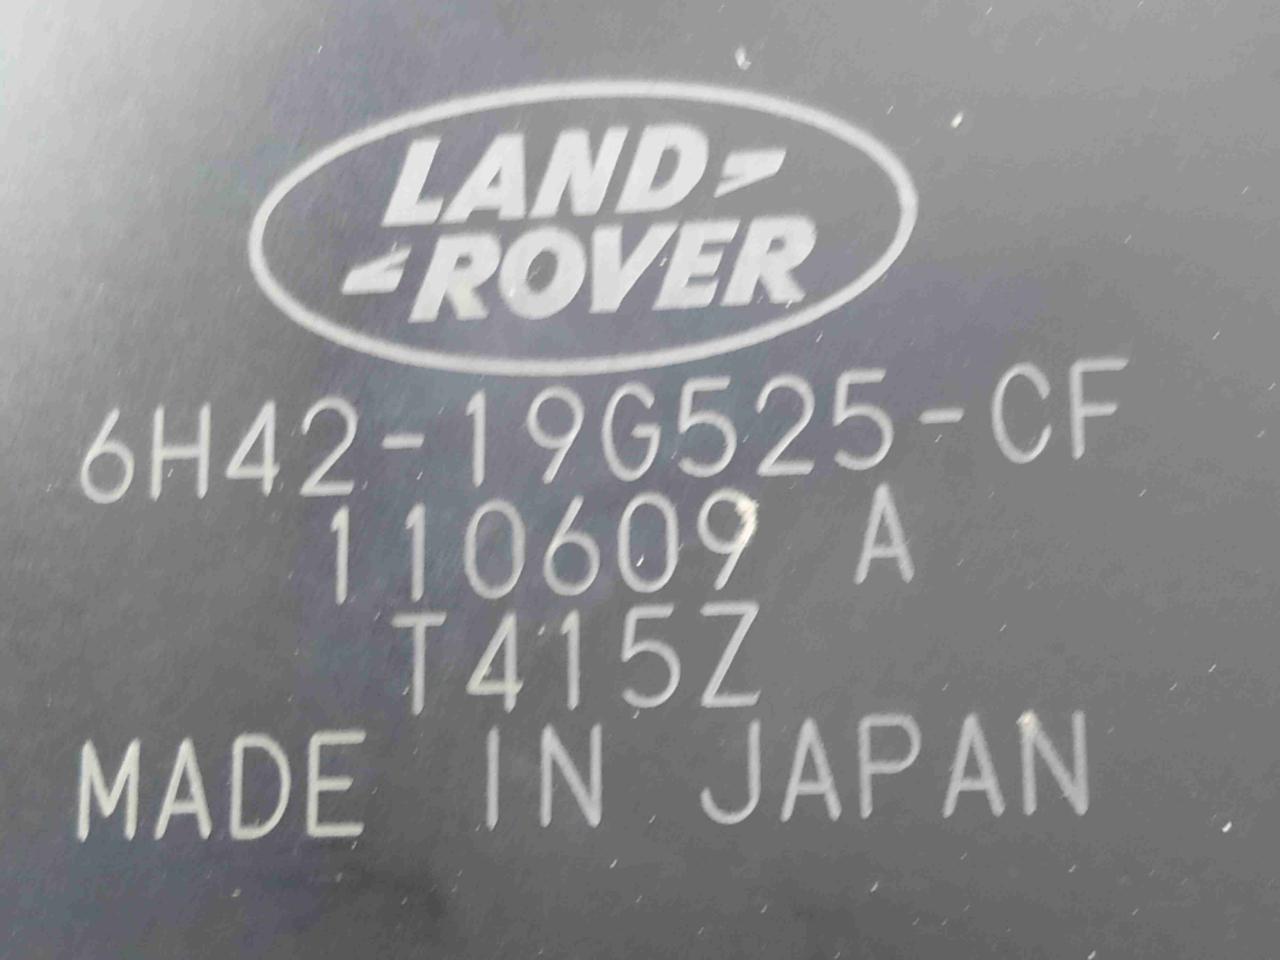 LAND
ROVER
6H42-19G525-CF
110609 A
T415Z
MADE IN JAPAN